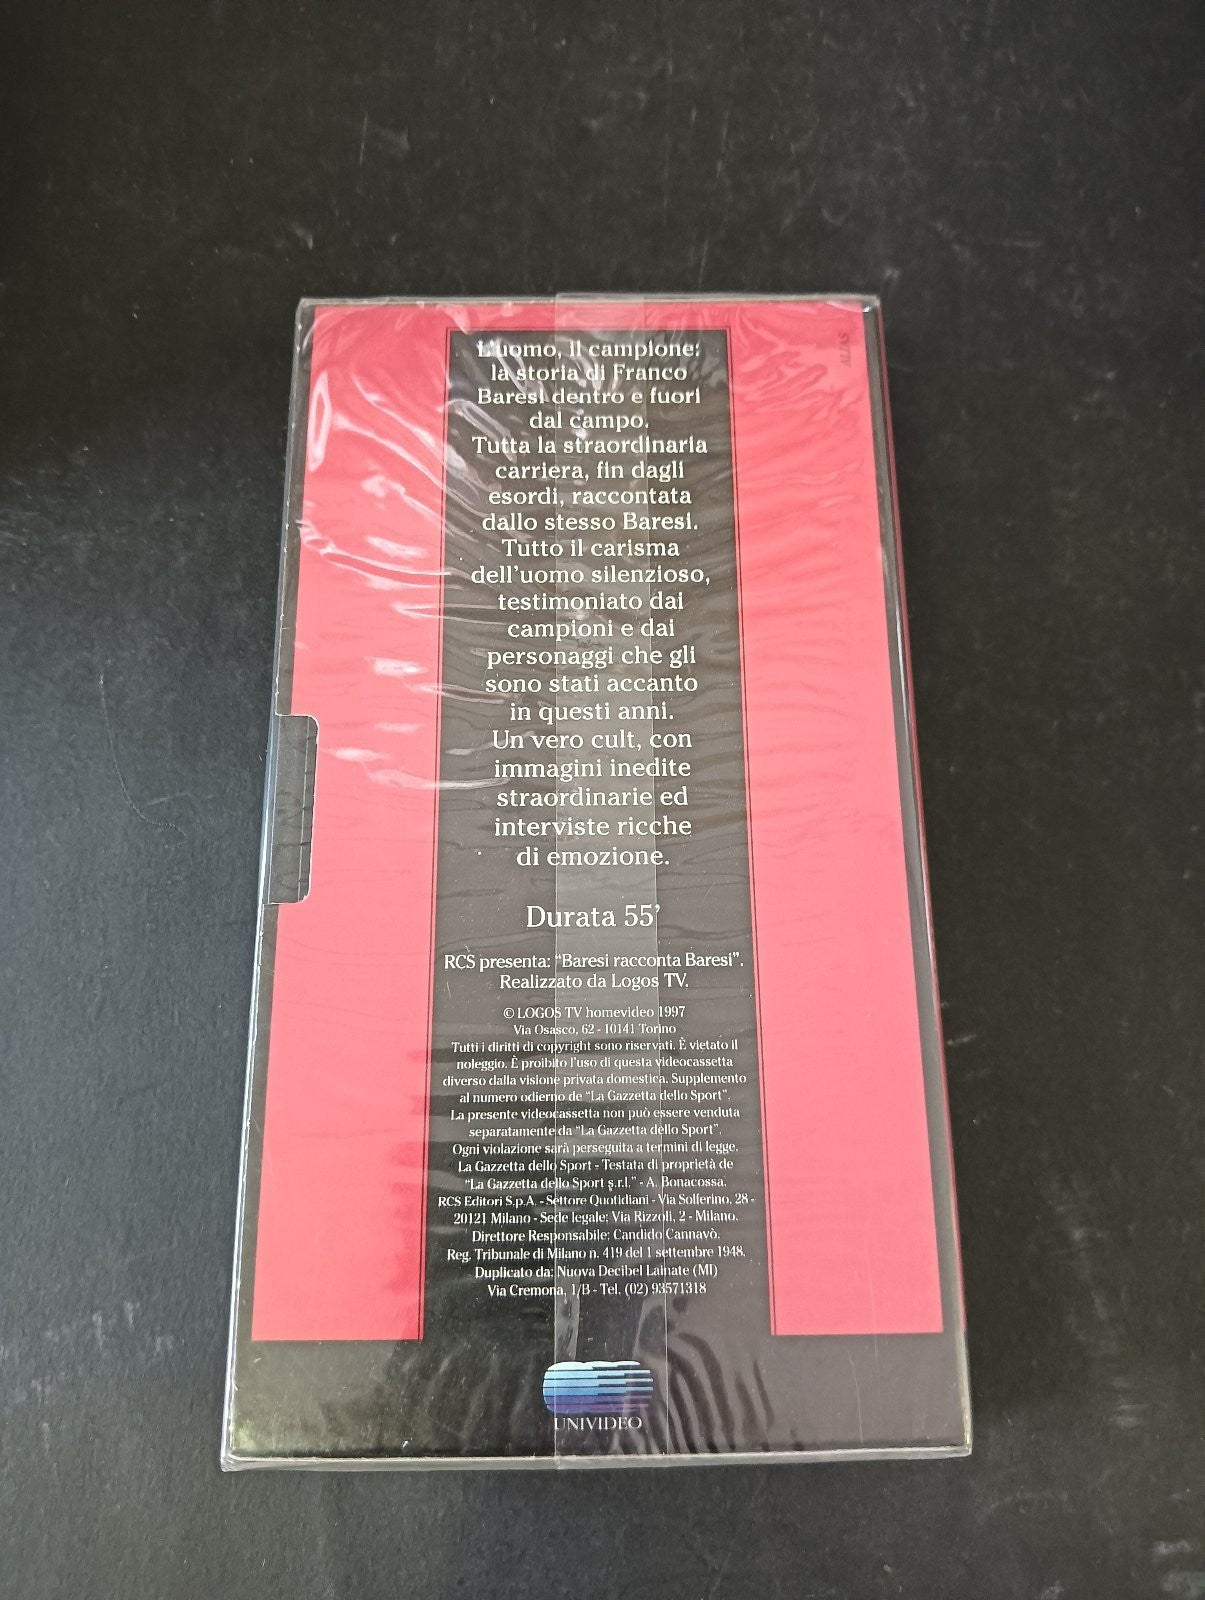 L'uomo, il campione:
la storia di Franco
Baresi dentro e fuori
dal campo.
Tutta la straordinaria
carriera, fin dagli
esordi, raccontata
dallo stesso Baresi.
Tutto il carisma
dell'uomo silenzioso,
testimoniato dai
campioni e dai
personaggi che gli
sono stati accanto
in questi anni.
Un vero cult, con
immagini inedite
straordinarie ed
interviste ricche
di emozione.
Durata 55'
RCS presenta: "Baresi racconta Baresi".
Realizzato da Logos TV.
© LOGOS TV homevideo 1997
Via Osasco, 62 - 10141 Torino
Tutti i diritti di copyright sono riservati. È vietato il
noleggio. È proibito l'uso di questa videocassetta
diverso dalla visione privata domestica. Supplemento
al numero odierno de "La Gazzetta dello Sport".
La presente videocassetta non può essere venduta
separatamente da "La Gazzetta dello Sport".
Ogni violazione sarà perseguita a termini di legge.
La Gazzetta dello Sport - Testata di proprietà de
"La Gazzetta dello Sport s.r.l." - A. Bonacossa.
RCS Editori S.p.A. - Settore Quotidiani - Via Solferino, 28 -
20121 Milano - Sede legale: Via Rizzoli, 2 - Milano.
Direttore Responsabile: Candido Cannavò.
Reg. Tribunale di Milano n. 419 del 1 settembre 1948.
Duplicato da: Nuova Decibel Lainate (MI)
Via Cremona, 1/B - Tel. (02) 93571318
UNIVIDEO
ALIAS